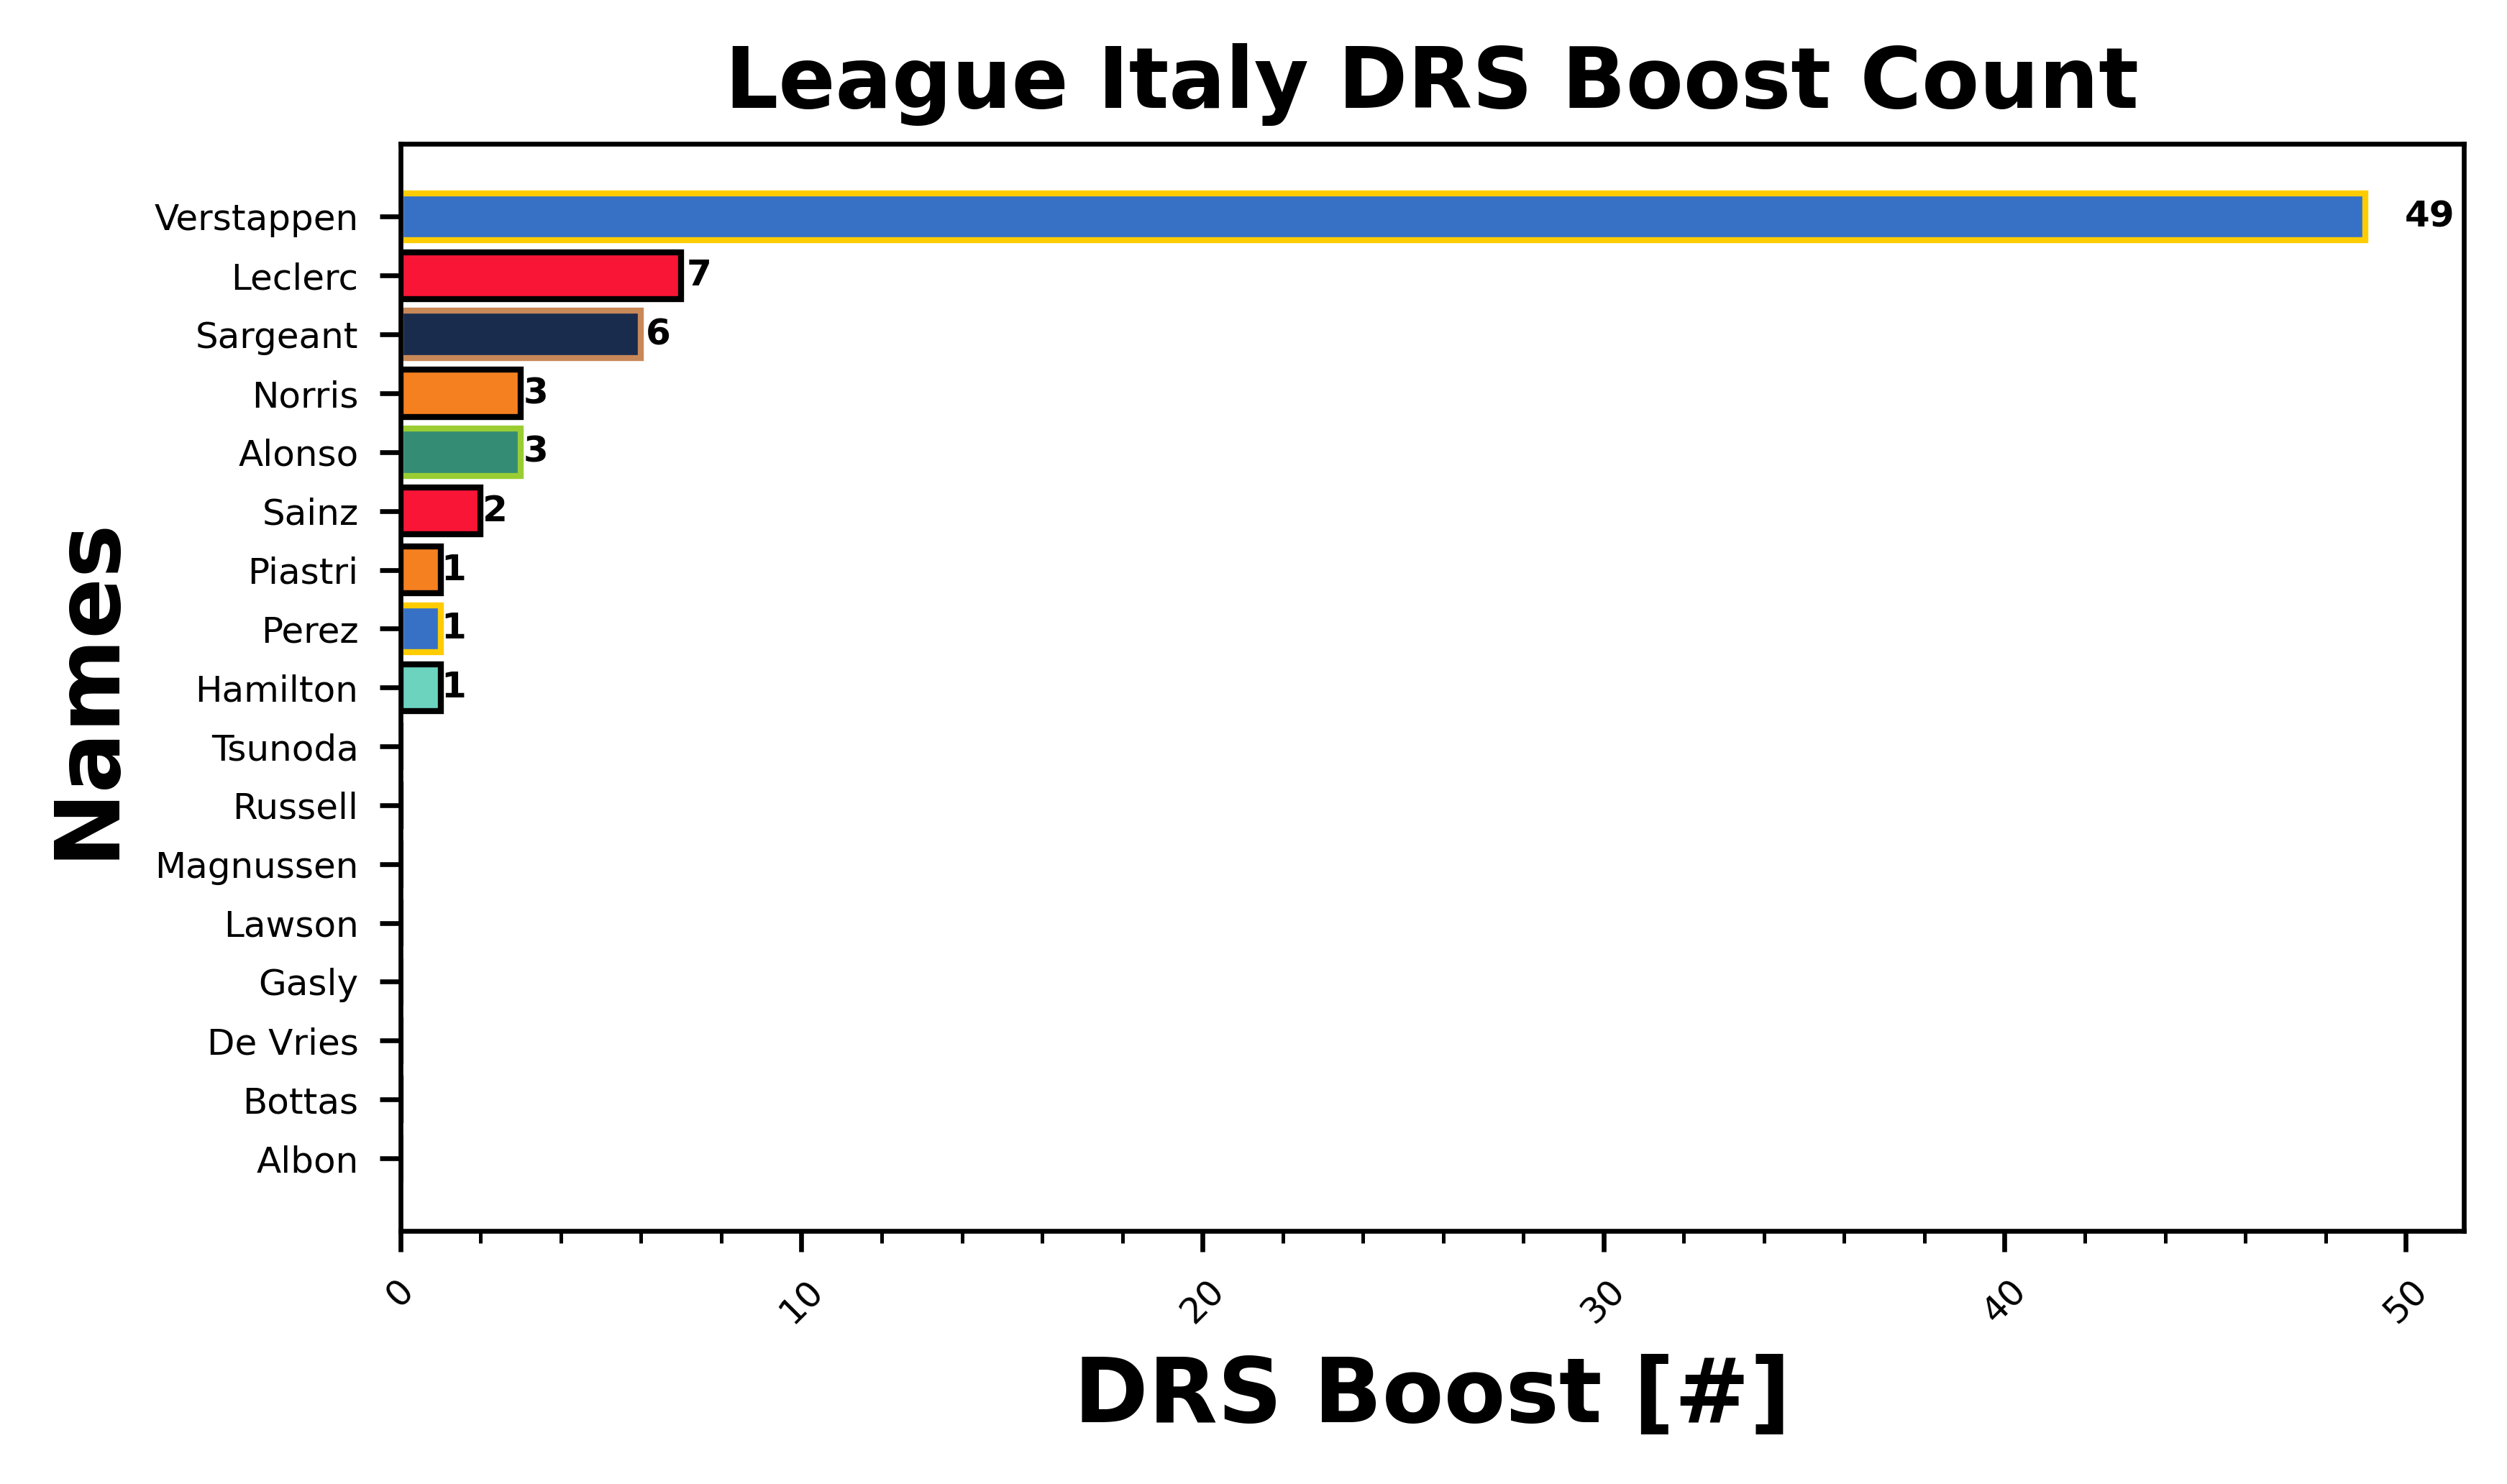 League Italy DRS Boost Count
Names
Verstappen 49
Leclerc 7
Sargeant 6
Norris 3
Alonso 3
Sainz 2
Piastri 1
Perez 1
Hamilton 1
Tsunoda
Russell
Magnussen
Lawson
Gasly
De Vries
Bottas
Albon
0 10 20 30 40 50
DRS Boost [#]